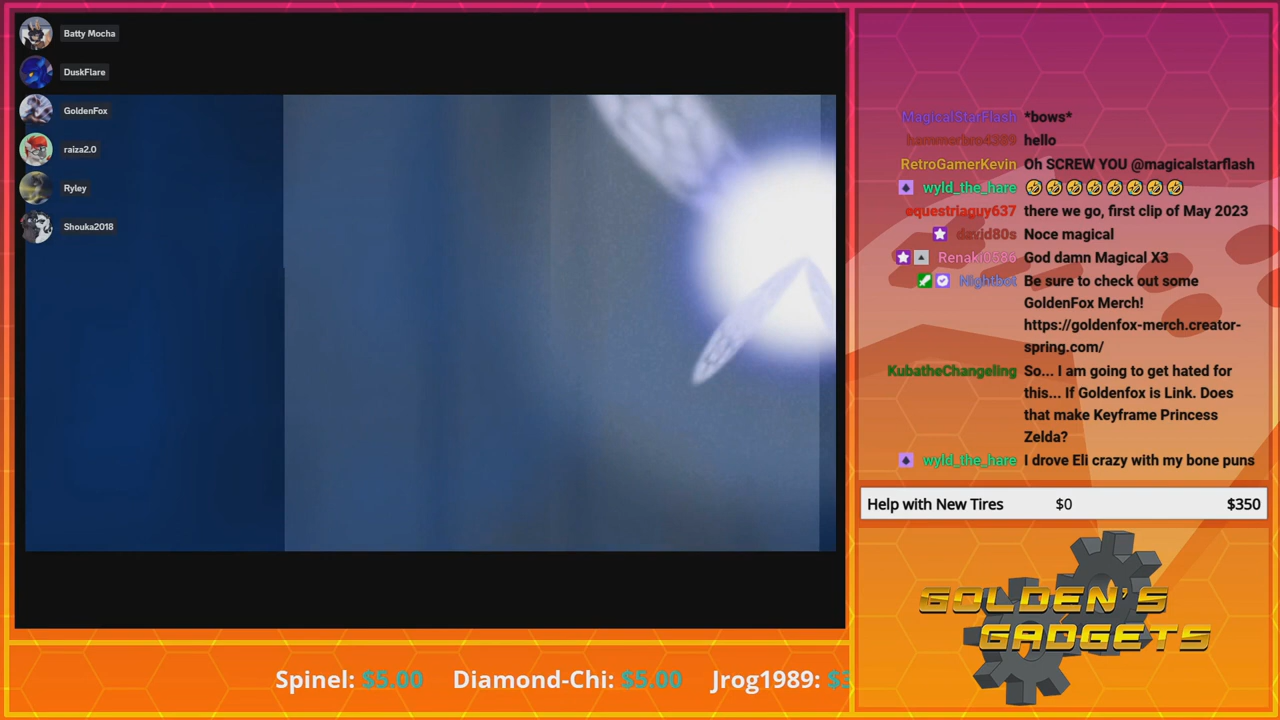 Batty Mocha
DuskFlare
GoldenFox
raiza2.0
Ryley
Shouka2018
MagicalStarFlash *bows*
hammerbro4389 hello
RetroGamerKevin Oh SCREW YOU @magicalstarflash
wyld_the_hare 🤣🤣🤣🤣🤣🤣🤣🤣
equestriaguy637 there we go, first clip of May 2023
david80s Noce magical
Renaki0586 God damn Magical X3
Nightbot Be sure to check out some
GoldenFox Merch!
https://goldenfox-merch.creator-
spring.com/
KubatheChangeling So... I am going to get hated for
this... If Goldenfox is Link. Does
that make Keyframe Princess
Zelda?
wyld_the_hare I drove Eli crazy with my bone puns
Help with New Tires $0 $350
GOLDEN'S
GADGETS
Spinel: $5.00 Diamond-Chi: $5.00 Jrog1989: